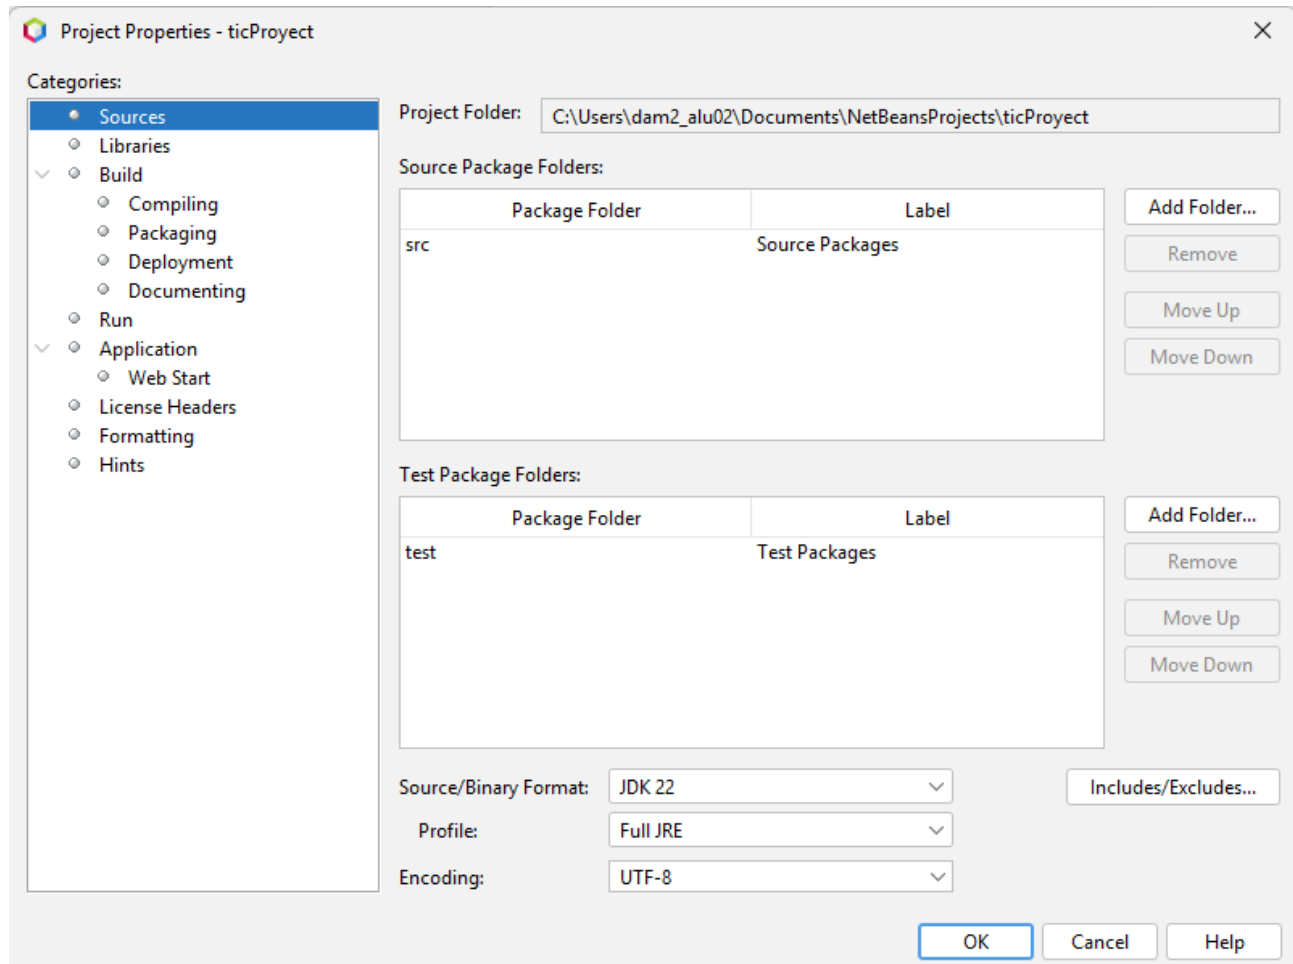 Project Properties - ticProyect
Categories:
Sources
Libraries
Build
Compiling
Packaging
Deployment
Documenting
Run
Application
Web Start
License Headers
Formatting
Hints
Project Folder: C:\Users\dam2_alu02\Documents\NetBeansProjects\ticProyect
Source Package Folders:
Package Folder Label
src Source Packages
Add Folder...
Remove
Move Up
Move Down
Test Package Folders:
Package Folder Label
test Test Packages
Add Folder...
Remove
Move Up
Move Down
Source/Binary Format: JDK 22 Includes/Excludes...
Profile: Full JRE
Encoding: UTF-8
OK Cancel Help